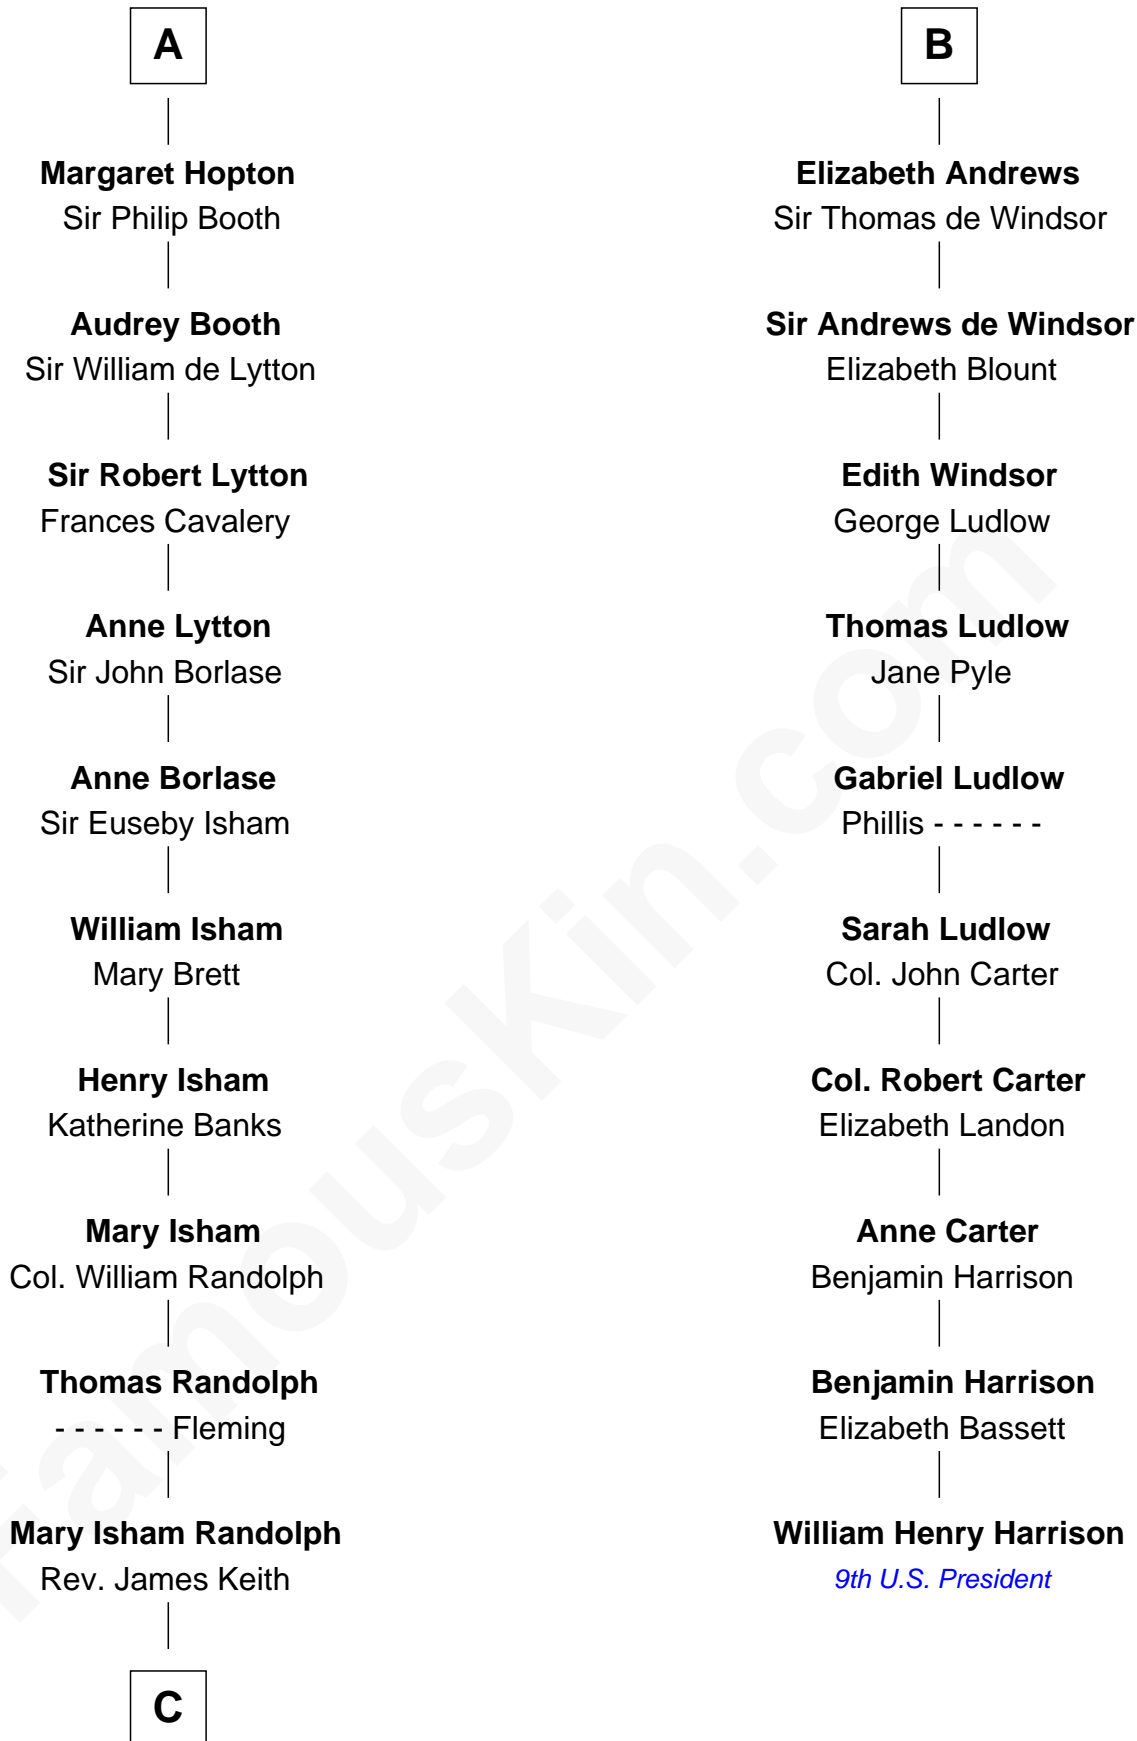 A
Margaret Hopton
Sir Philip Booth
Audrey Booth
Sir William de Lytton
Sir Robert Lytton
Frances Cavalery
Anne Lytton
Sir John Borlase
Anne Borlase
Sir Euseby Isham
William Isham
Mary Brett
Henry Isham
Katherine Banks
Mary Isham
Col. William Randolph
Thomas Randolph
- - - - - - Fleming
Mary Isham Randolph
Rev. James Keith
C
B
Elizabeth Andrews
Sir Thomas de Windsor
Sir Andrews de Windsor
Elizabeth Blount
Edith Windsor
George Ludlow
Thomas Ludlow
Jane Pyle
Gabriel Ludlow
Phillis - - - - - -
Sarah Ludlow
Col. John Carter
Col. Robert Carter
Elizabeth Landon
Anne Carter
Benjamin Harrison
Benjamin Harrison
Elizabeth Bassett
William Henry Harrison
9th U.S. President
FamousKin.com